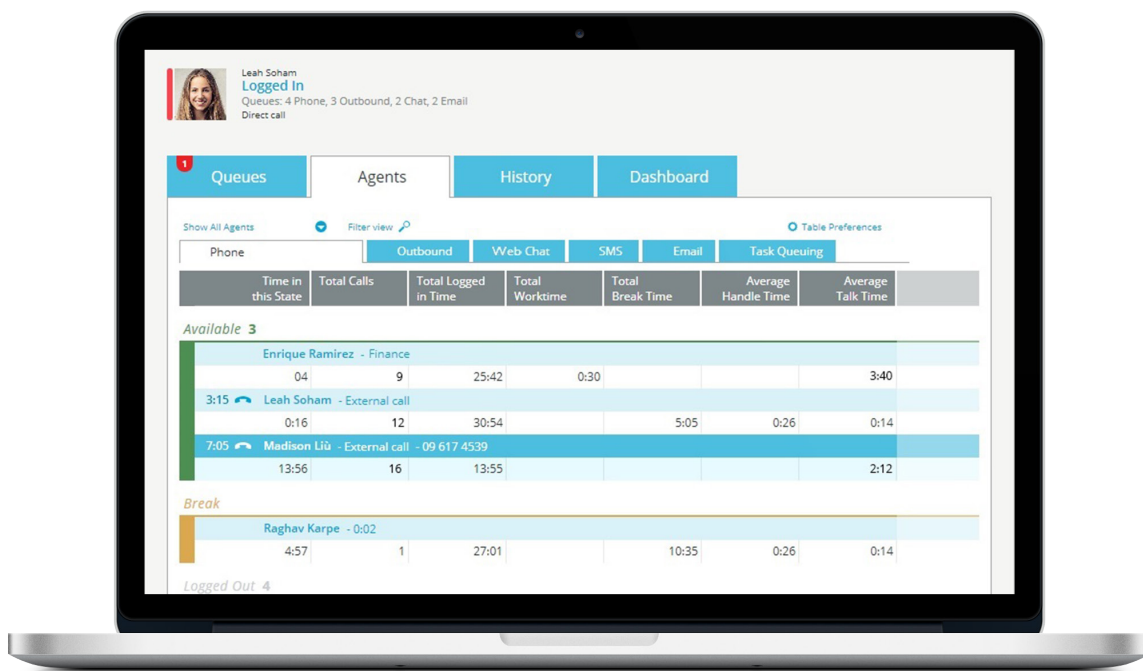 Leah Soham
Logged In
Queues: 4 Phone, 3 Outbound, 2 Chat, 2 Email
Direct call
1
Queues Agents History Dashboard
Show All Agents Filter view Table Preferences
Phone Outbound Web Chat SMS Email Task Queuing
Time in Total Calls Total Logged Total Total Average Average
this State in Time Worktime Break Time Handle Time Talk Time
Available 3
Enrique Ramirez - Finance
04 9 25:42 0:30 3:40
3:15 Leah Soham - External call
0:16 12 30:54 5:05 0:26 0:14
7:05 Madison Liù - External call - 09 617 4539
13:56 16 13:55 2:12
Break
Raghav Karpe - 0:02
4:57 1 27:01 10:35 0:26 0:14
Logged Out 4